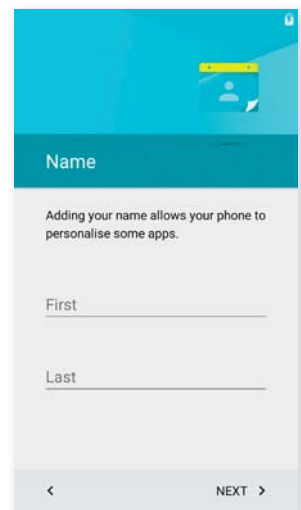 Name
Adding your name allows your phone to
personalise some apps.
First
Last
NEXT